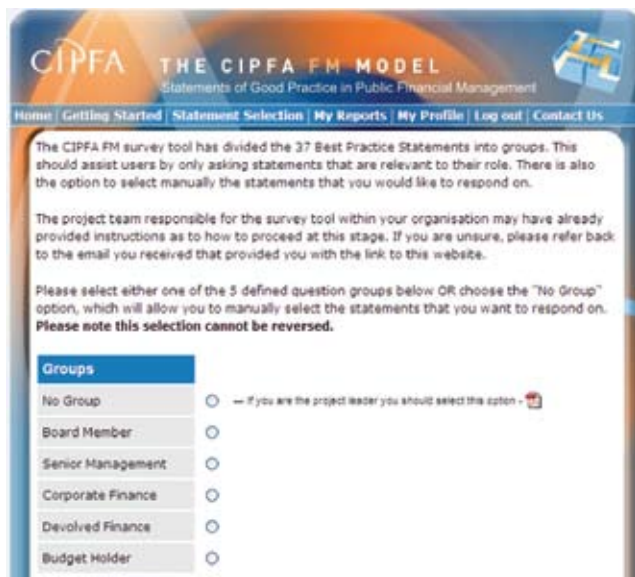 CIPFA THE CIPFA FM MODEL
Statements of Good Practice in Public Financial Management
Home | Getting Started | Statement Selection | My Reports | My Profile | Log out | Contact Us
The CIPFA FM survey tool has divided the 37 Best Practice Statements into groups. This
should assist users by only asking statements that are relevant to their role. There is also
the option to select manually the statements that you would like to respond on.
The project team responsible for the survey tool within your organisation may have already
provided instructions as to how to proceed at this stage. If you are unsure, please refer back
to the email you received that provided you with the link to this website.
Please select either one of the 5 defined question groups below OR choose the "No Group"
option, which will allow you to manually select the statements that you want to respond on.
Please note this selection cannot be reversed.
Groups
No Group — If you are the project leader you should select this option -
Board Member
Senior Management
Corporate Finance
Devolved Finance
Budget Holder